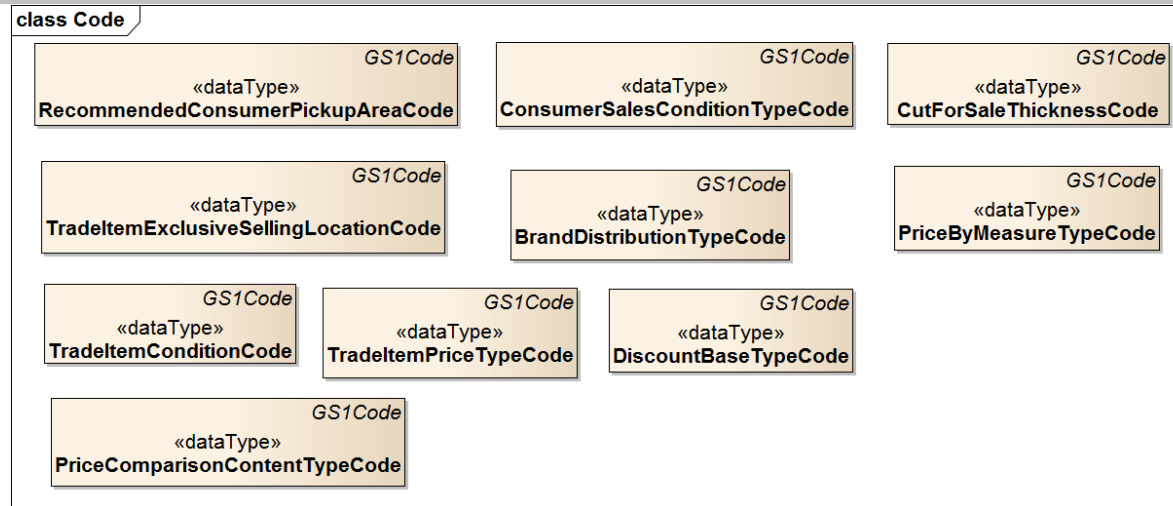 class Code
GS1Code
«dataType»
RecommendedConsumerPickupAreaCode
GS1Code
«dataType»
ConsumerSalesConditionTypeCode
GS1Code
«dataType»
CutForSaleThicknessCode
GS1Code
«dataType»
TradeItemExclusiveSellingLocationCode
GS1Code
«dataType»
BrandDistributionTypeCode
GS1Code
«dataType»
PriceByMeasureTypeCode
GS1Code
«dataType»
TradeItemConditionCode
GS1Code
«dataType»
TradeItemPriceTypeCode
GS1Code
«dataType»
DiscountBaseTypeCode
GS1Code
«dataType»
PriceComparisonContentTypeCode